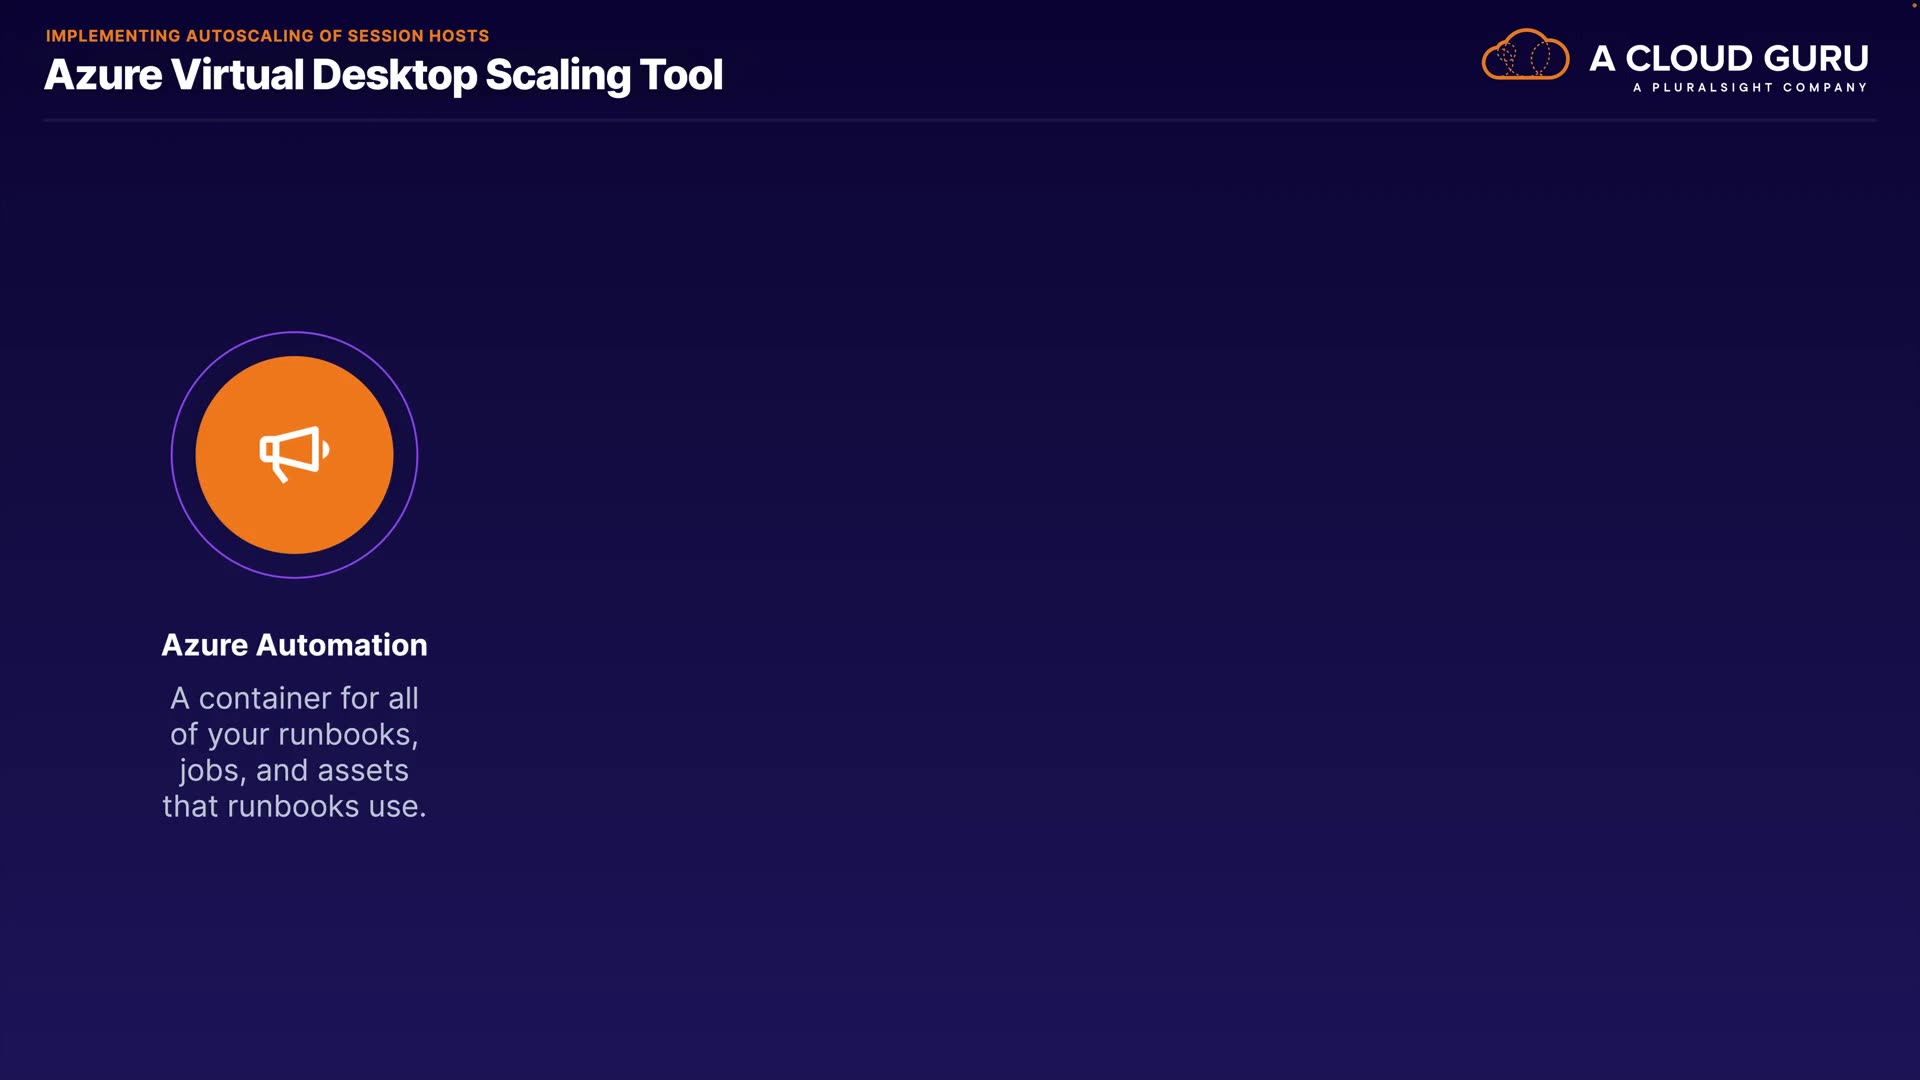 IMPLEMENTING AUTOSCALING OF SESSION HOSTS
Azure Virtual Desktop Scaling Tool
A CLOUD GURU
A PLURALSIGHT COMPANY
Azure Automation
A container for all
of your runbooks,
jobs, and assets
that runbooks use.